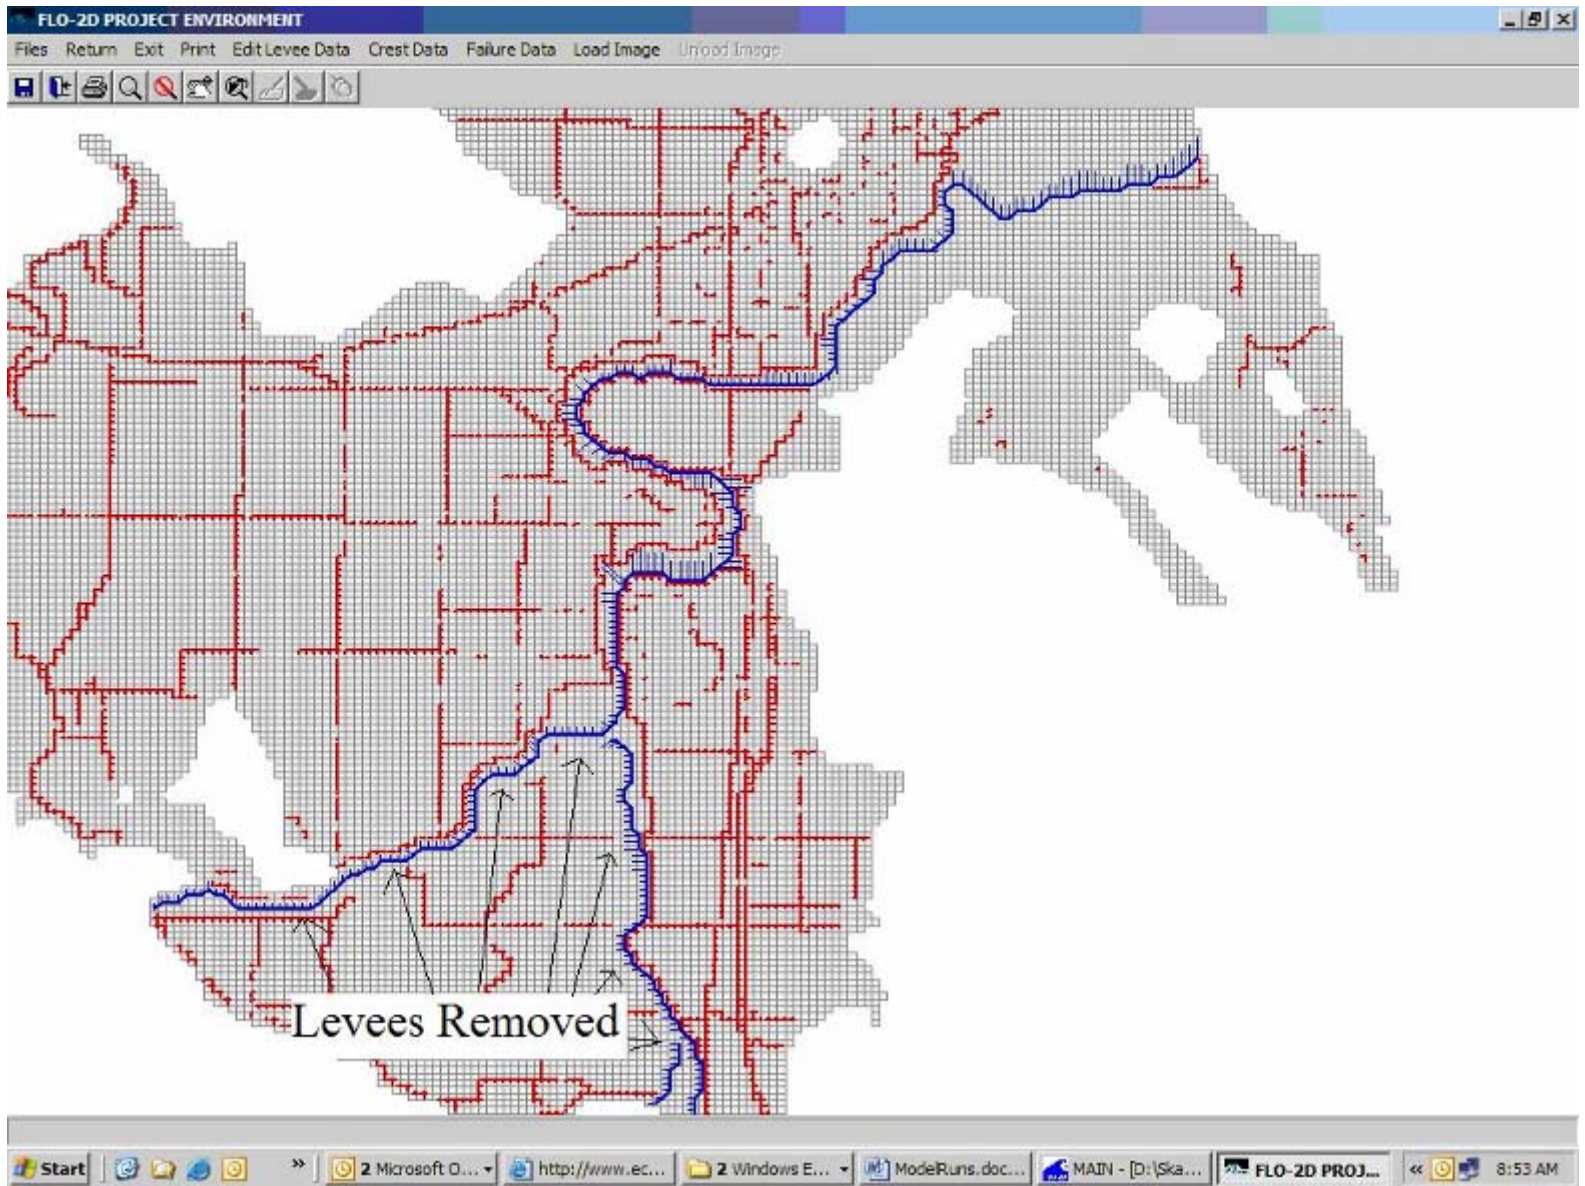 FLO-2D PROJECT ENVIRONMENT
Files Return Exit Print Edit Levee Data Crest Data Failure Data Load Image Unload Image
Levees Removed
Start » 2 Microsoft O... http://www.ec... 2 Windows E... ModelRuns.doc... MAIN - [D:\Ska... FLO-2D PROJ... « 8:53 AM